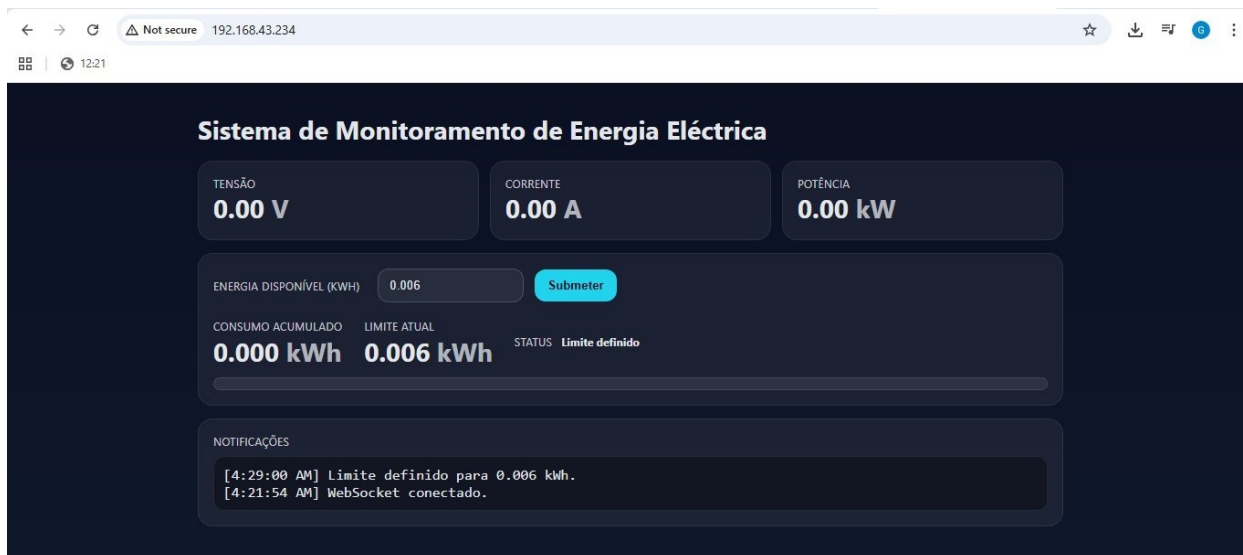 Not secure 192.168.43.234
G
12:21
Sistema de Monitoramento de Energia Eléctrica
TENSÃO
0.00 V
CORRENTE
0.00 A
POTÊNCIA
0.00 kW
ENERGIA DISPONÍVEL (KWH) 0.006 Submeter
CONSUMO ACUMULADO
0.000 kWh
LIMITE ATUAL
0.006 kWh
STATUS Limite definido
NOTIFICAÇÕES
[4:29:00 AM] Limite definido para 0.006 kWh.
[4:21:54 AM] WebSocket conectado.